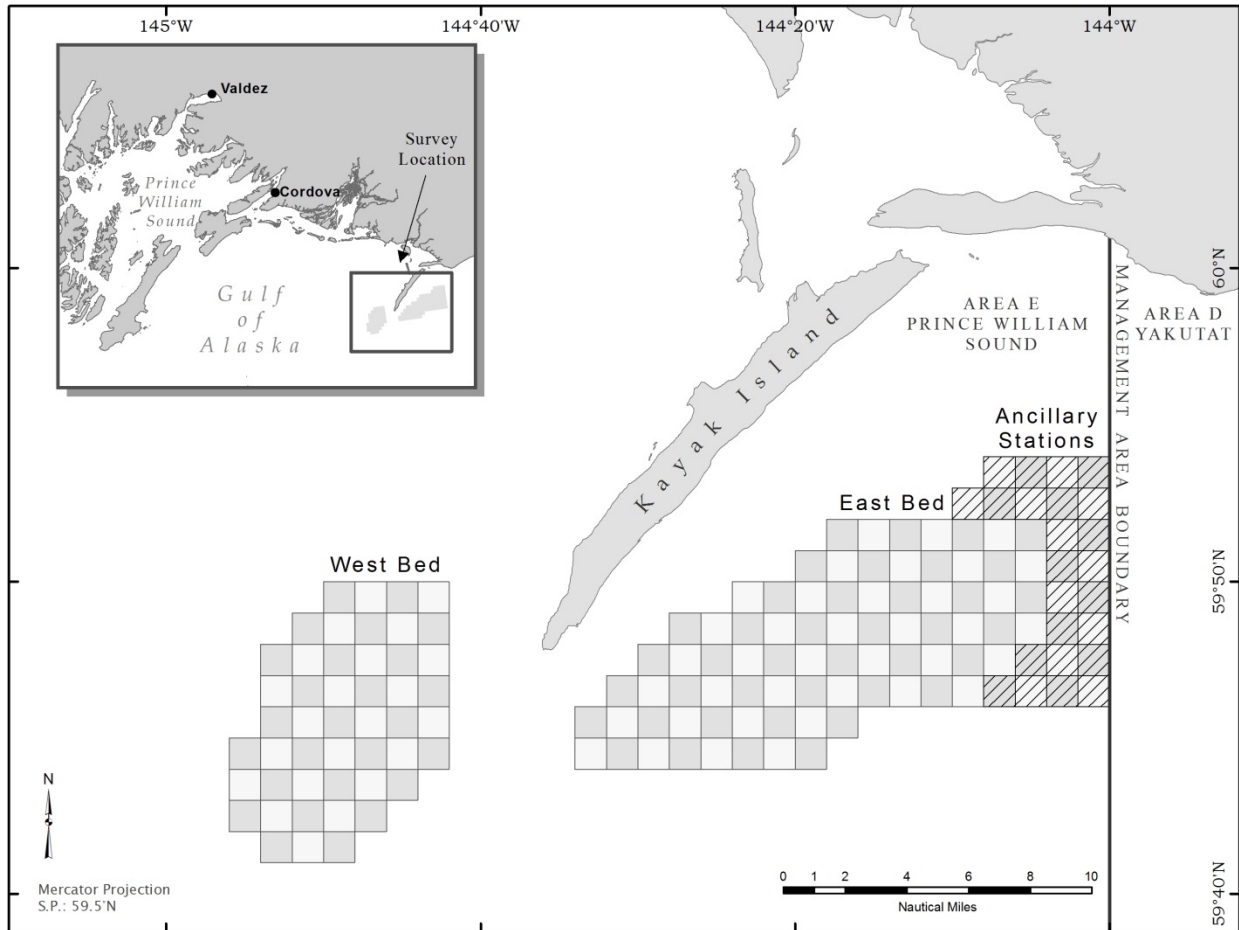 145°W
144°40'W
144°20'W
144°W
Valdez
Survey
Location
Prince
William
Sound
Cordova
Gulf
of
Alaska
60°N
AREA E
PRINCE WILLIAM
SOUND
AREA D
YAKUTAT
MANAGEMENT AREA BOUNDARY
Kayak Island
Ancillary
Stations
East Bed
West Bed
59°50'N
N
Mercator Projection
S.P.: 59.5'N
0 1 2 4 6 8 10
Nautical Miles
59°40'N